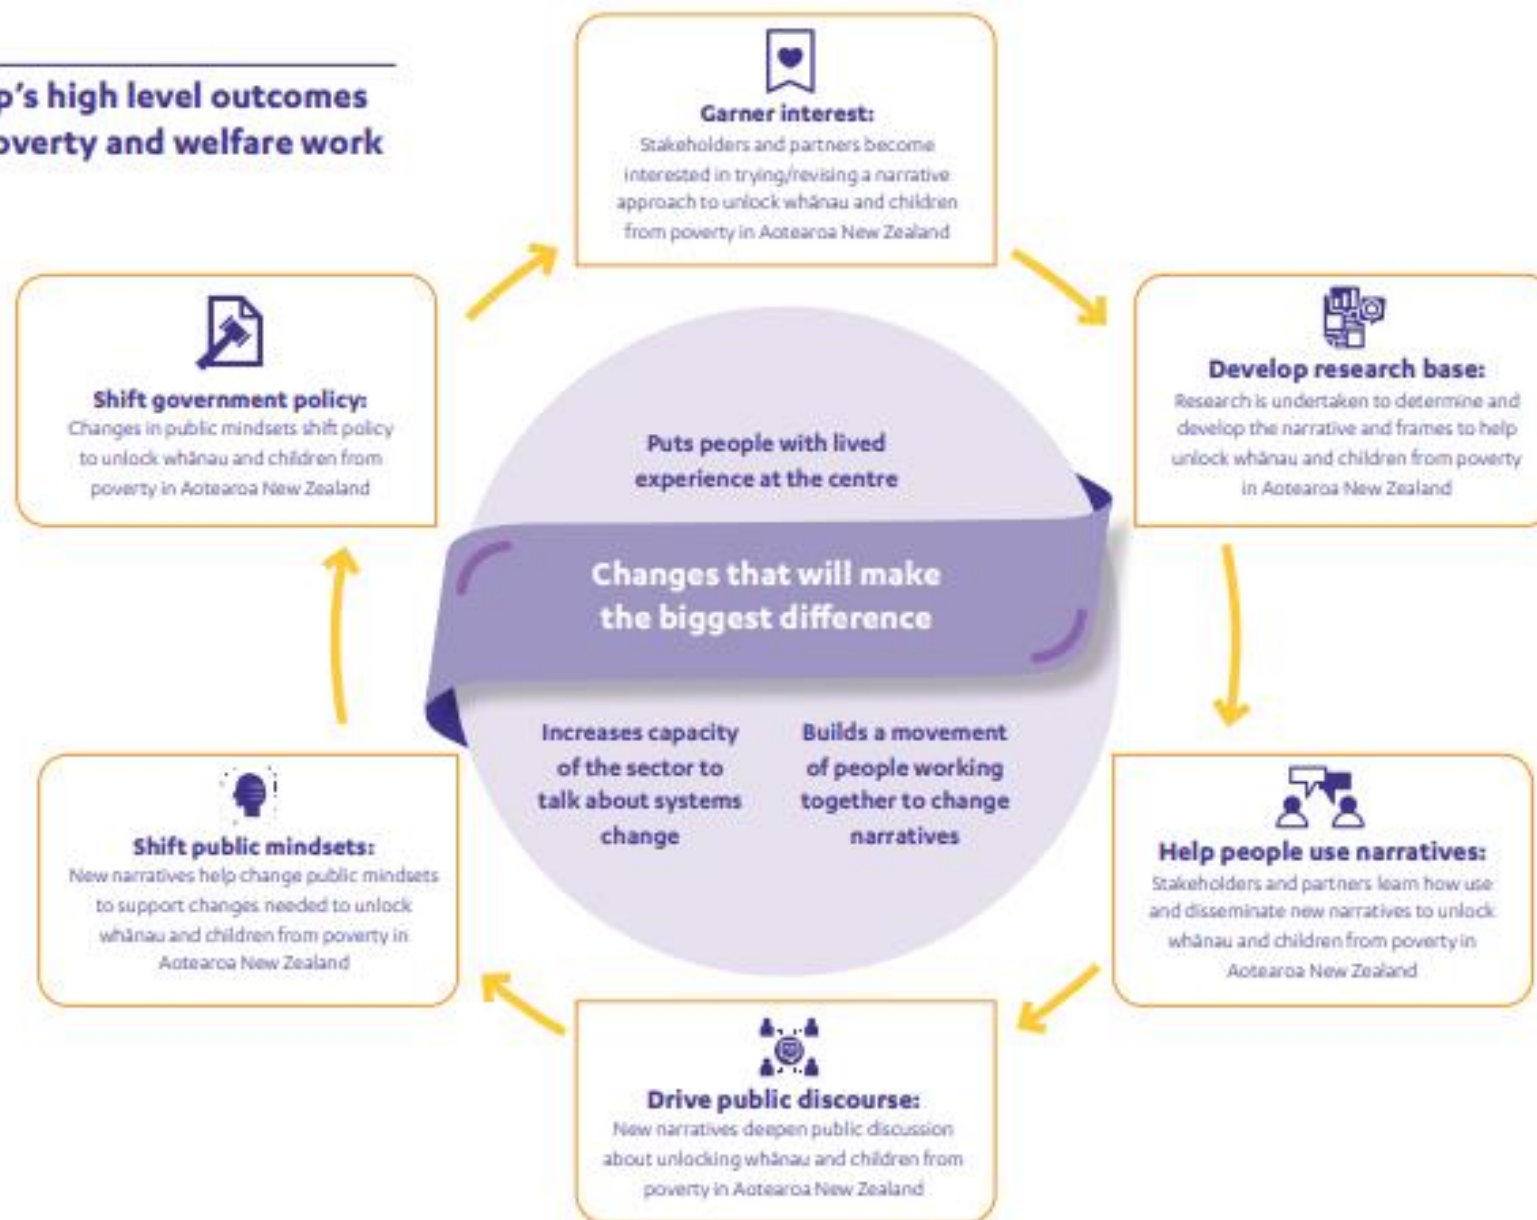 p's high level outcomes
overty and welfare work
Garner interest:
Stakeholders and partners become
interested in trying/revising a narrative
approach to unlock whānau and children
from poverty in Aotearoa New Zealand
Develop research base:
Research is undertaken to determine and
develop the narrative and frames to help
unlock whānau and children from poverty
in Aotearoa New Zealand
Help people use narratives:
Stakeholders and partners learn how use
and disseminate new narratives to unlock
whānau and children from poverty in
Aotearoa New Zealand
Drive public discourse:
New narratives deepen public discussion
about unlocking whānau and children from
poverty in Aotearoa New Zealand
Shift public mindsets:
New narratives help change public mindsets
to support changes needed to unlock
whānau and children from poverty in
Aotearoa New Zealand
Shift government policy:
Changes in public mindsets shift policy
to unlock whānau and children from
poverty in Aotearoa New Zealand
Puts people with lived
experience at the centre
Changes that will make
the biggest difference
Increases capacity
of the sector to
talk about systems
change
Builds a movement
of people working
together to change
narratives